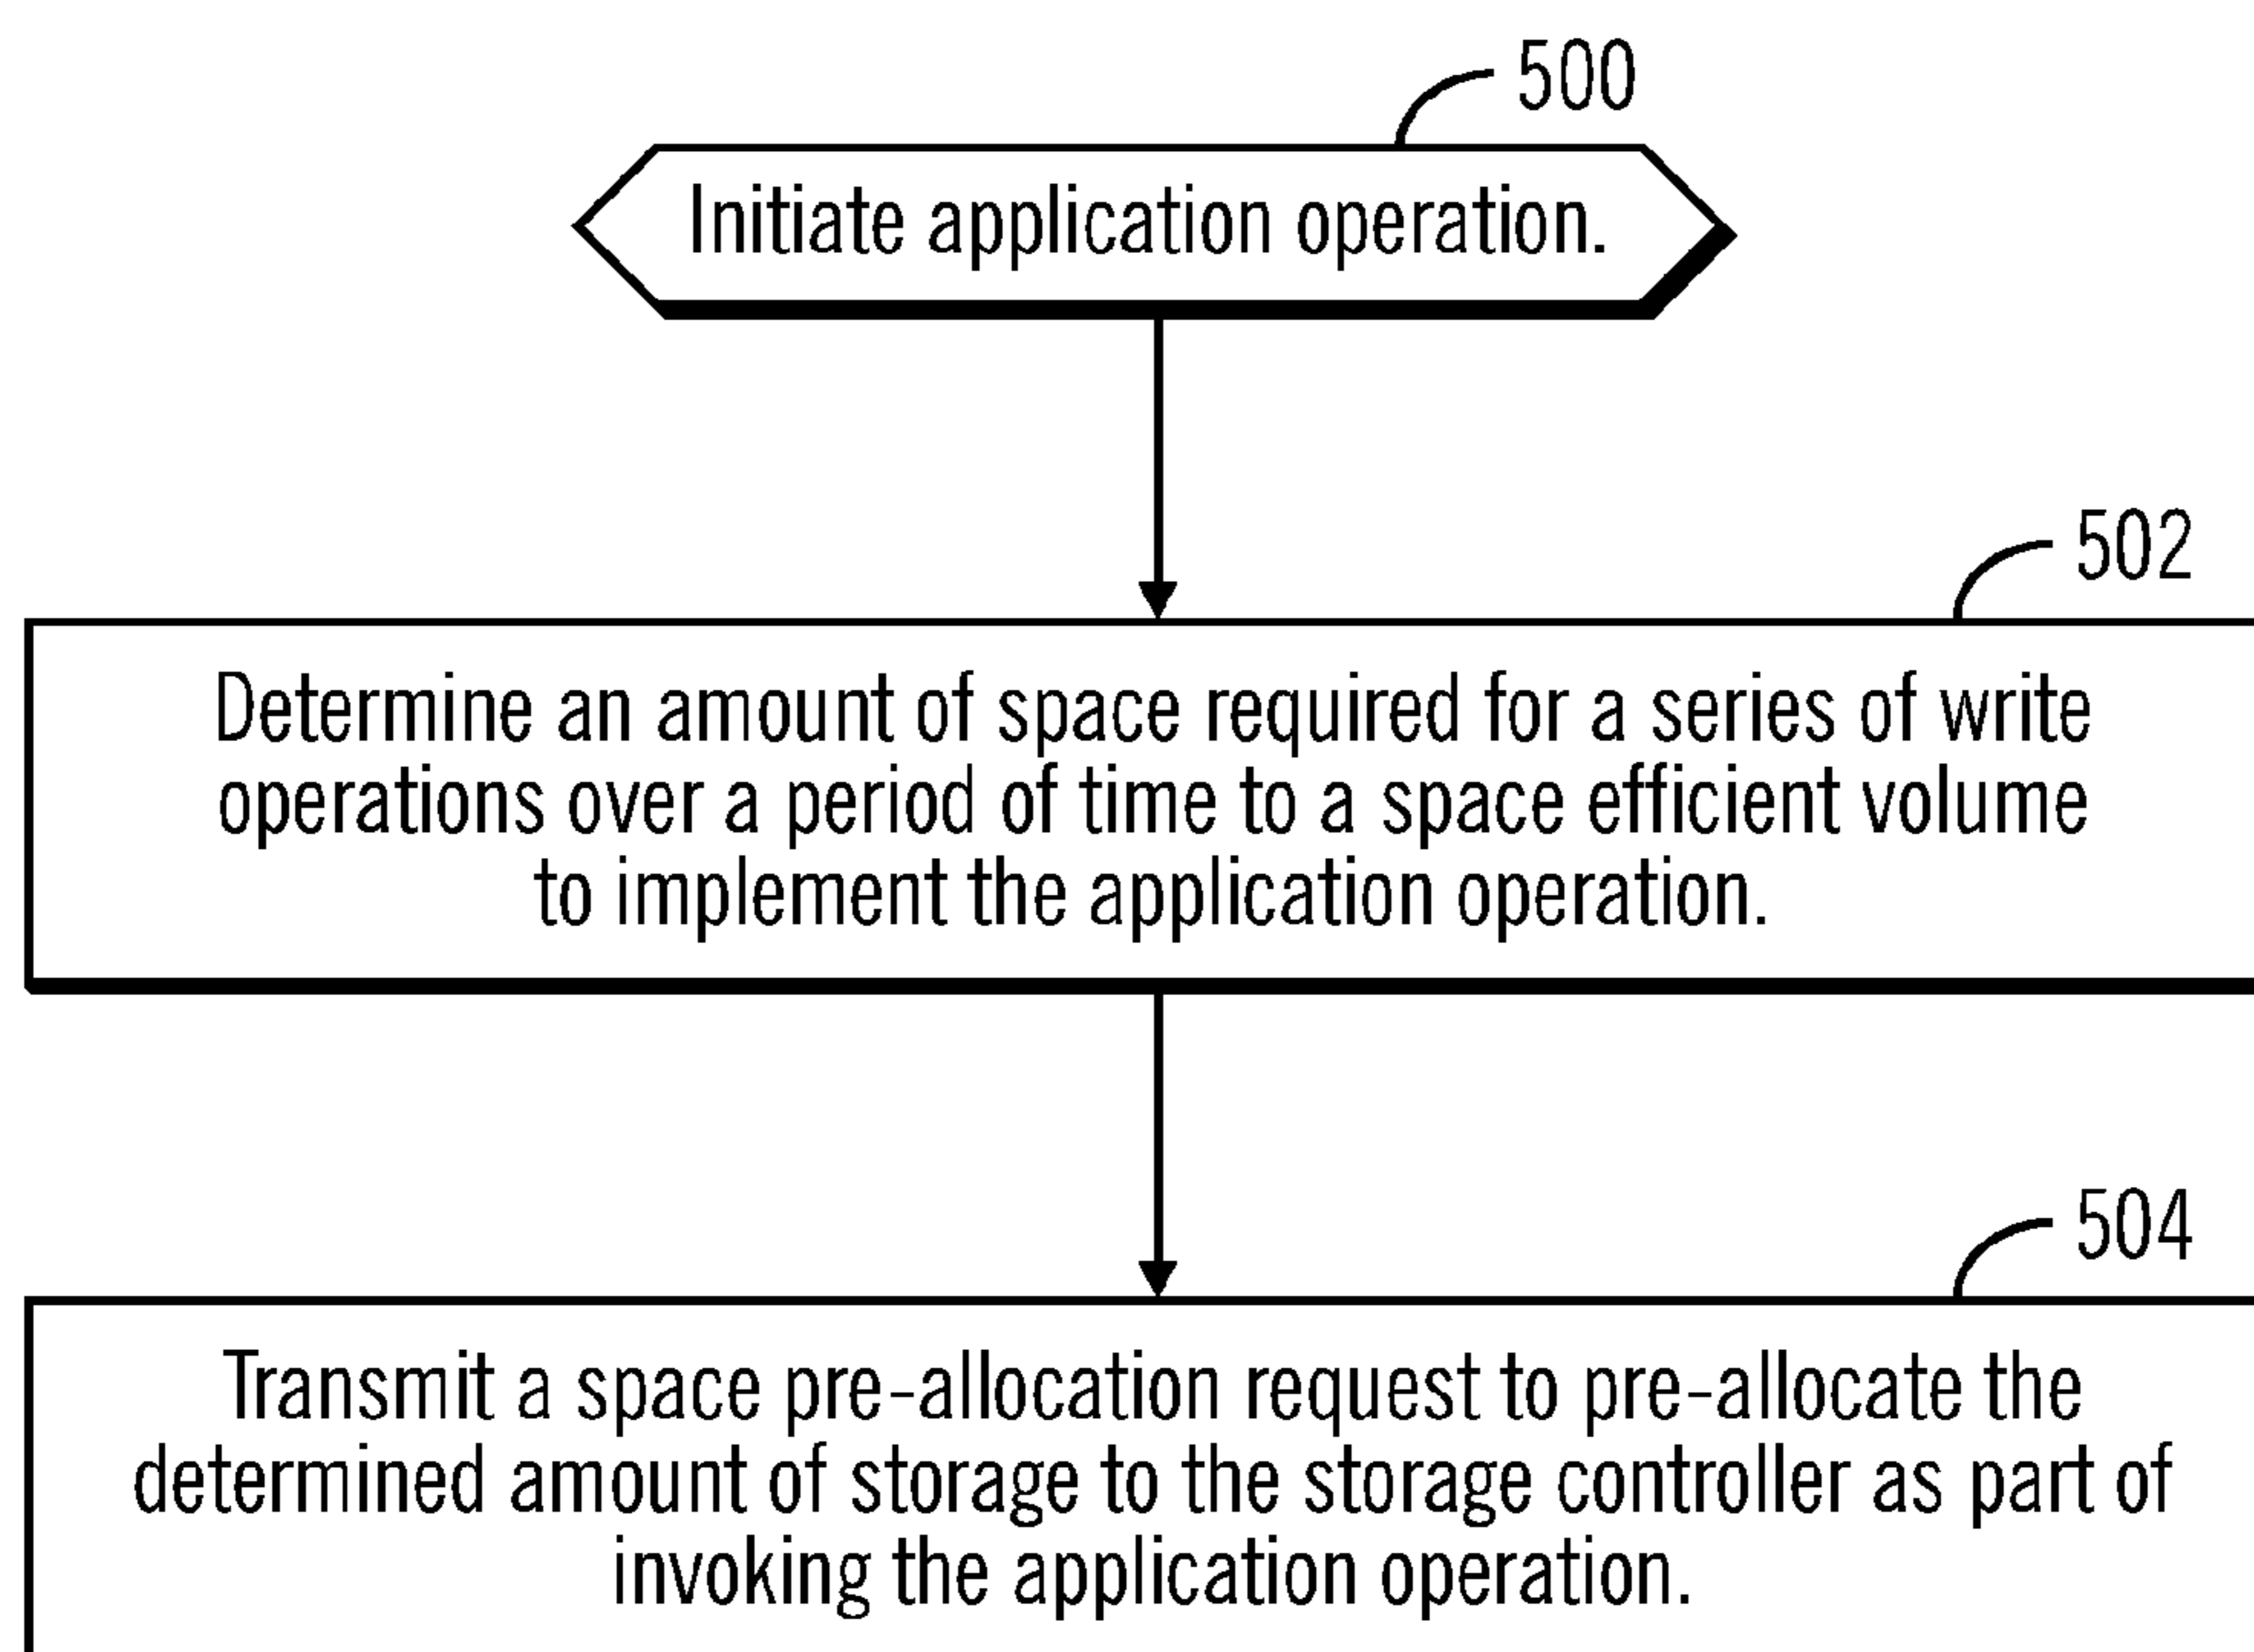 500
Initiate application operation.
502
Determine an amount of space required for a series of write
operations over a period of time to a space efficient volume
to implement the application operation.
504
Transmit a space pre-allocation request to pre-allocate the
determined amount of storage to the storage controller as part of
invoking the application operation.